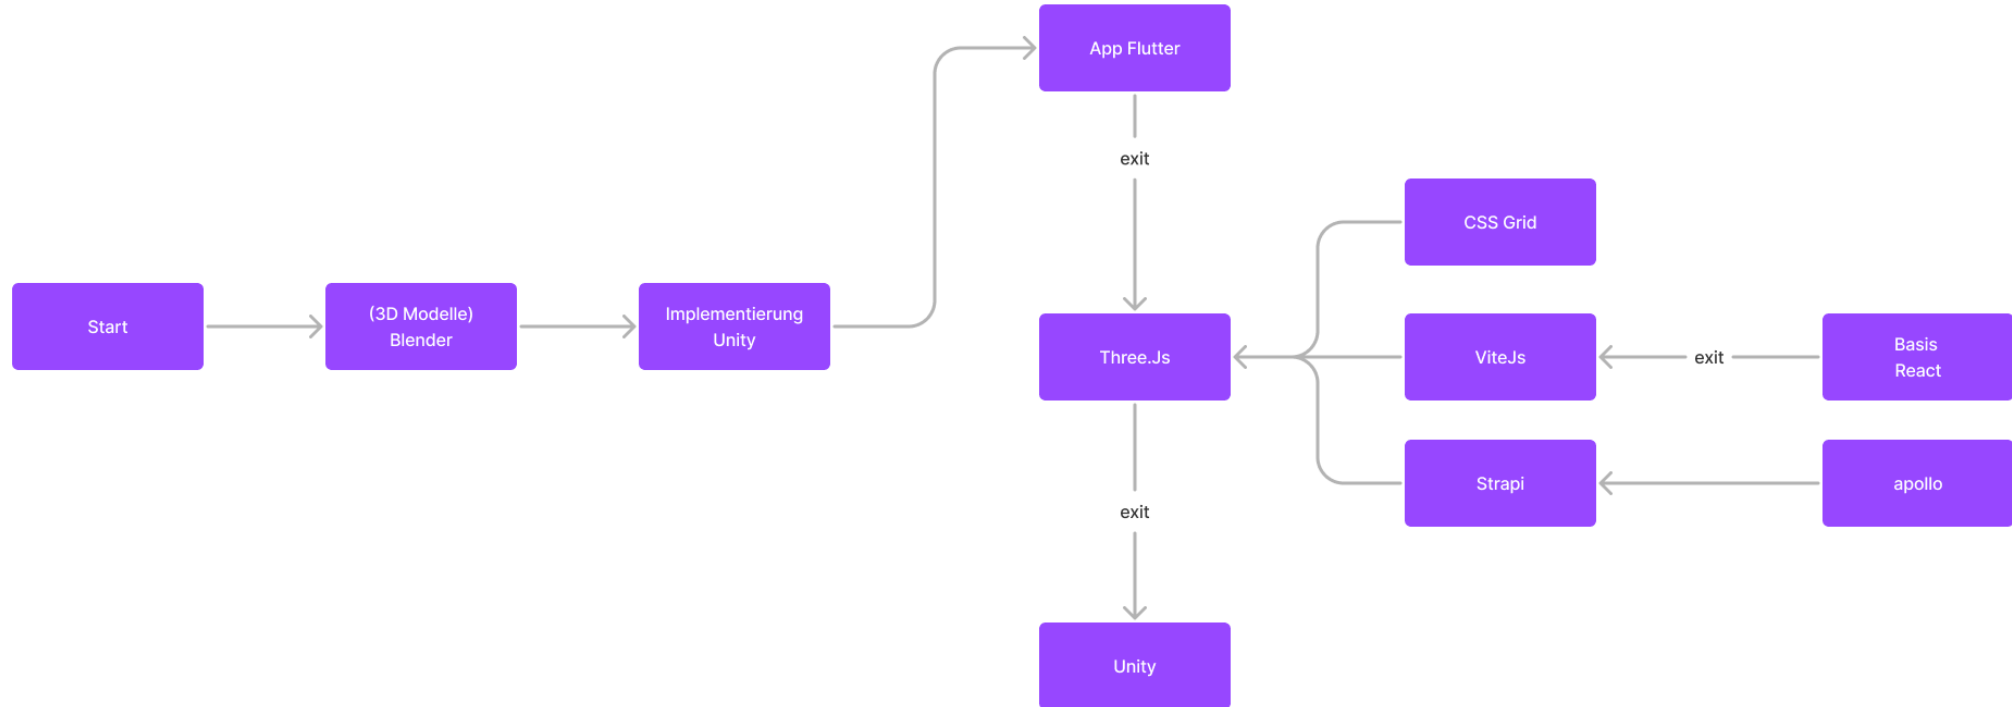 App Flutter
exit
CSS Grid
Start
(3D Modelle)
Blender
Implementierung
Unity
Three.Js
ViteJs
exit
Basis
React
Strapi
apollo
exit
Unity